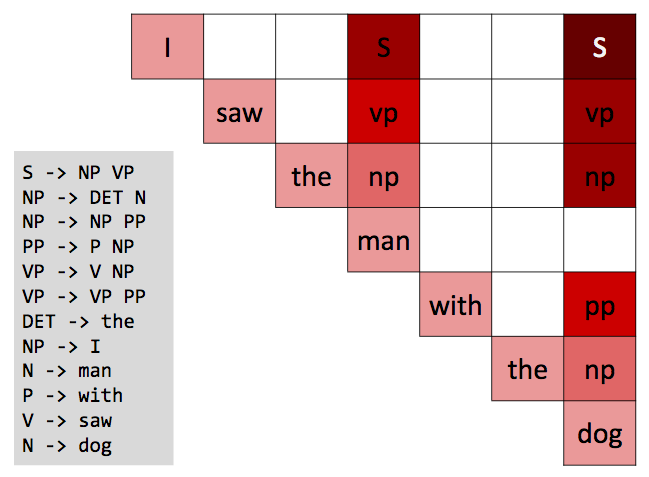 I S S
saw vp vp
the np np
man
with pp
the np
dog
S -> NP VP
NP -> DET N
NP -> NP PP
PP -> P NP
VP -> V NP
VP -> VP PP
DET -> the
NP -> I
N -> man
P -> with
V -> saw
N -> dog